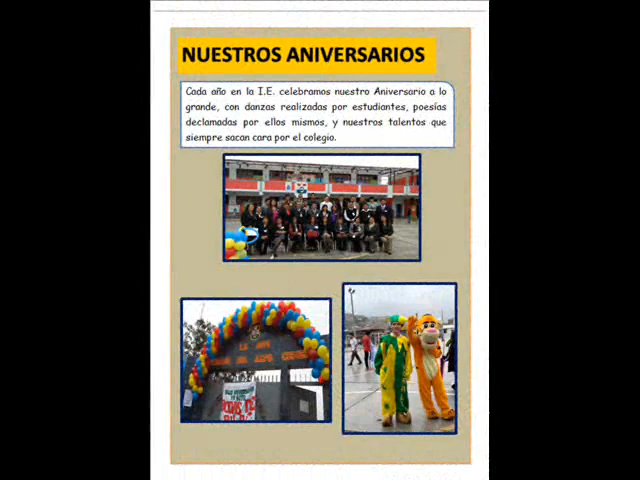 NUESTROS ANIVERSARIOS
Cada año en la I.E. celebramos nuestro Aniversario a lo
grande, con danzas realizadas por estudiantes, poesías
declamadas por ellos mismos, y nuestros talentos que
siempre sacan cara por el colegio.